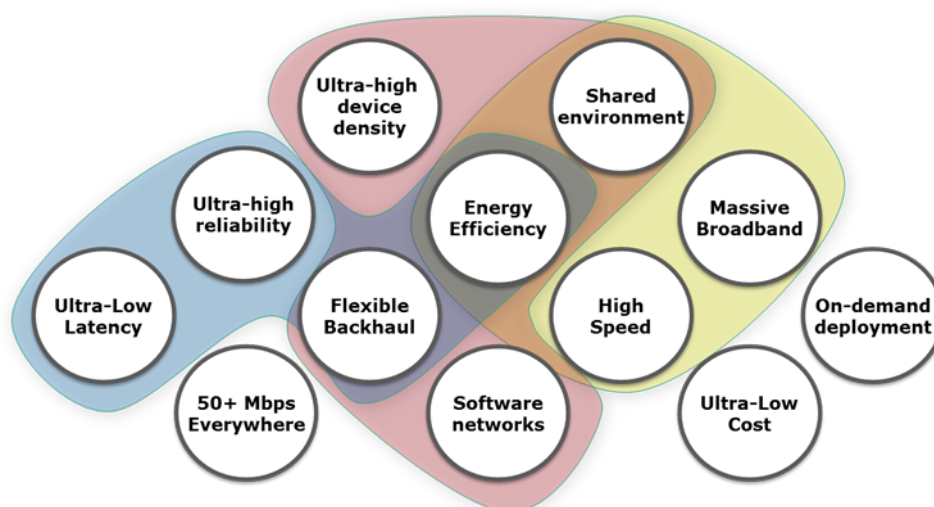 Ultra-high
device
density
Shared
environment
Ultra-high
reliability
Energy
Efficiency
Massive
Broadband
Ultra-Low
Latency
Flexible
Backhaul
High
Speed
On-demand
deployment
50+ Mbps
Everywhere
Software
networks
Ultra-Low
Cost